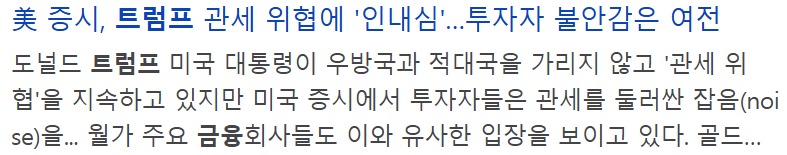 美 증시, 트럼프 관세 위협에 '인내심'...투자자 불안감은 여전
도널드 트럼프 미국 대통령이 우방국과 적대국을 가리지 않고 '관세 위
협'을 지속하고 있지만 미국 증시에서 투자자들은 관세를 둘러싼 잡음(noi
se)을... 월가 주요 금융회사들도 이와 유사한 입장을 보이고 있다. 골드...